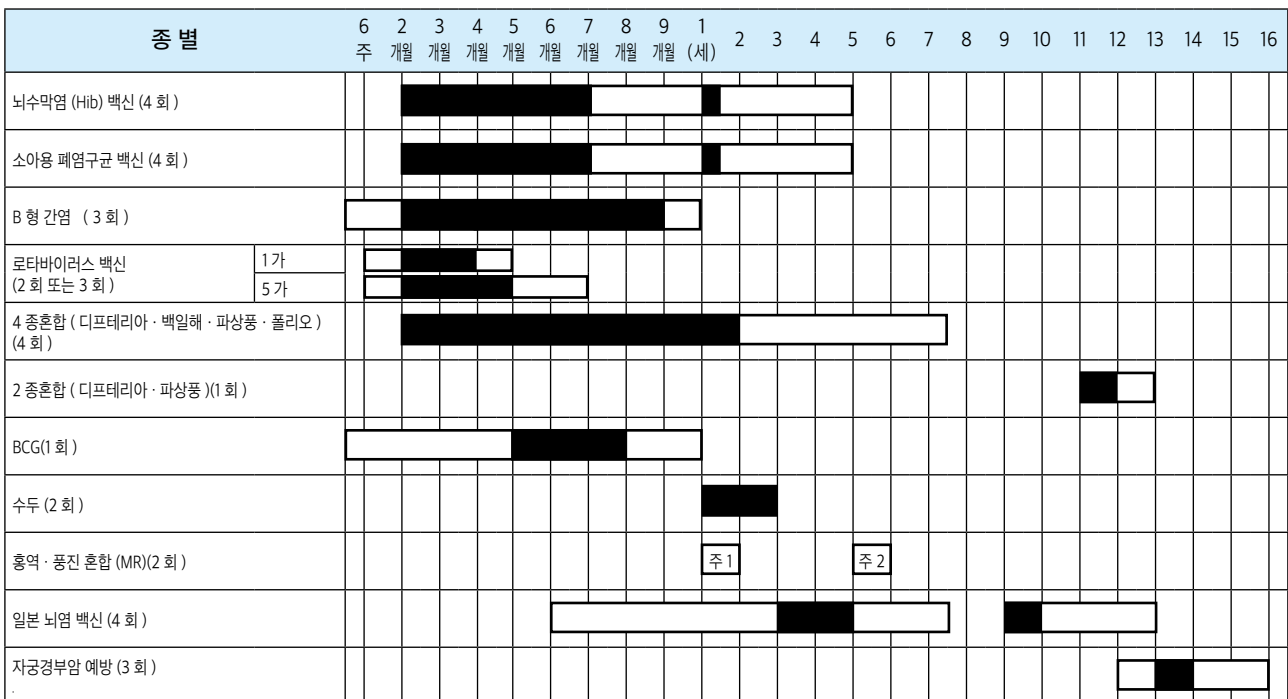 종 별
6 2 3 4 5 6 7 8 9 1 2 3 4 5 6 7 8 9 10 11 12 13 14 15 16
주 개월 개월 개월 개월 개월 개월 개월 개월 (세)
뇌수막염 (Hib) 백신 (4 회 )
소아용 폐염구균 백신 (4 회 )
B 형 간염 ( 3 회 )
로타바이러스 백신
(2 회 또는 3 회 )
1 가
5 가
4 종혼합 ( 디프테리아 · 백일해 · 파상풍 · 폴리오 )
(4 회 )
2 종혼합 ( 디프테리아 · 파상풍 )(1 회 )
BCG(1 회 )
수두 (2 회 )
홍역 · 풍진 혼합 (MR)(2 회 )
주 1
주 2
일본 뇌염 백신 (4 회 )
자궁경부암 예방 (3 회 )